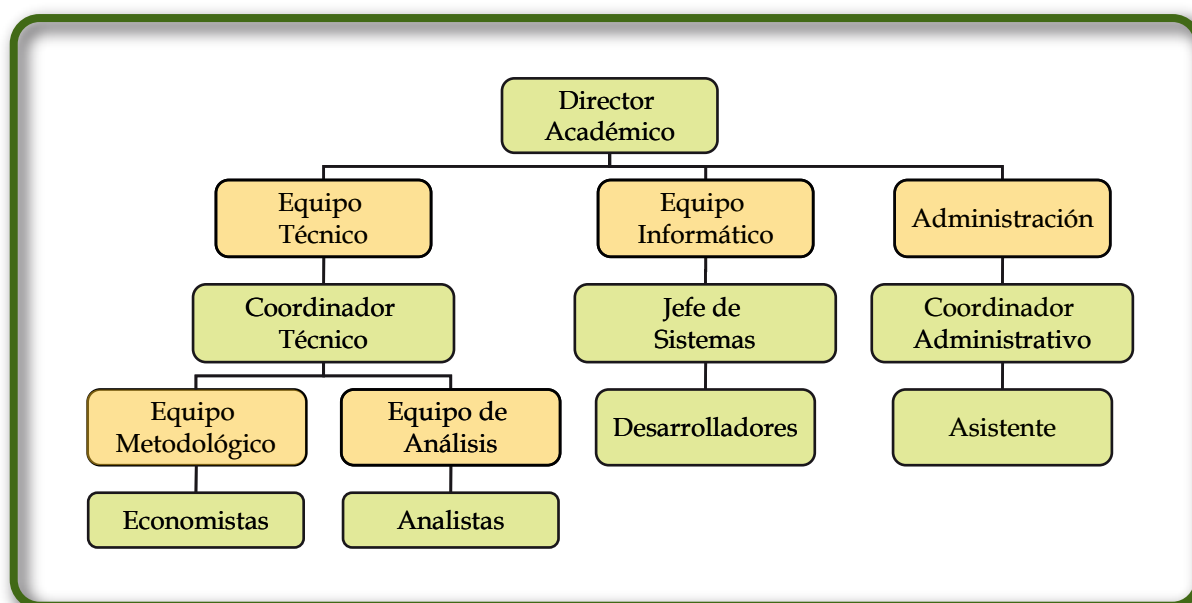 Director
Académico
Equipo
Técnico
Equipo
Informático
Administración
Coordinador
Técnico
Jefe de
Sistemas
Coordinador
Administrativo
Equipo
Metodológico
Equipo de
Análisis
Desarrolladores
Asistente
Economistas
Analistas